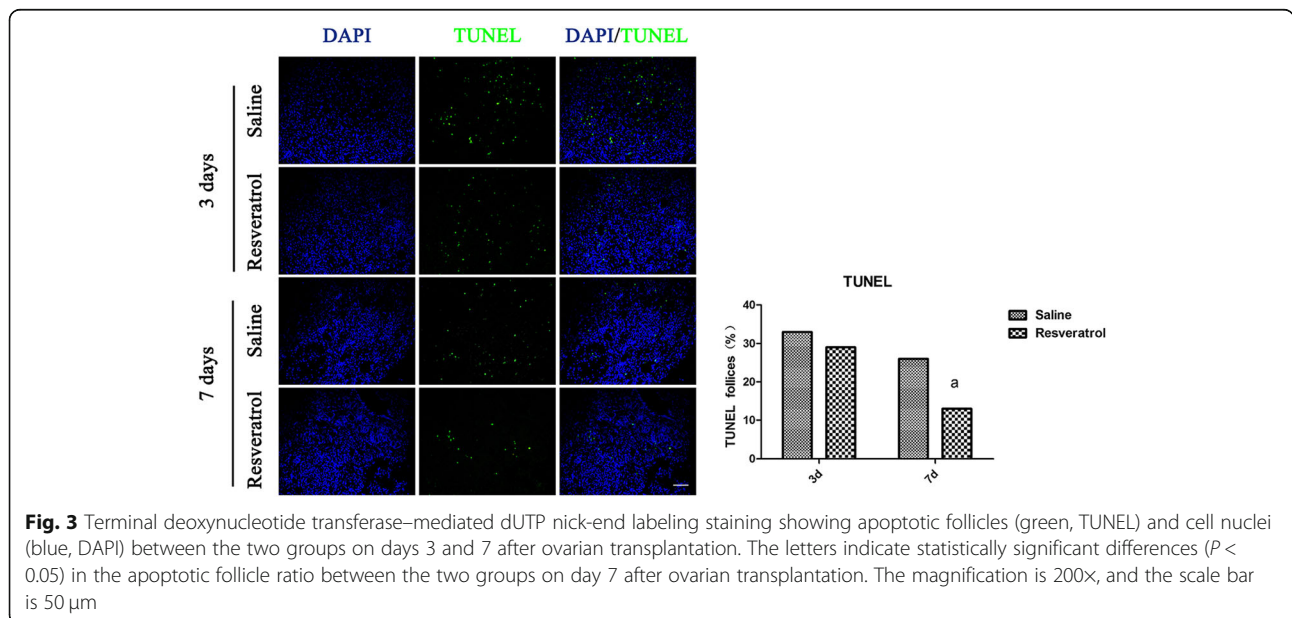 DAPI TUNEL DAPI/TUNEL
3 days
Saline
Resveratrol
7 days
Saline
Resveratrol
TUNEL
TUNEL follices (%)
40
30
20
10
0
3d
7d
a
Saline
Resveratrol
Fig. 3 Terminal deoxynucleotide transferase–mediated dUTP nick-end labeling staining showing apoptotic follicles (green, TUNEL) and cell nuclei
(blue, DAPI) between the two groups on days 3 and 7 after ovarian transplantation. The letters indicate statistically significant differences (P <
0.05) in the apoptotic follicle ratio between the two groups on day 7 after ovarian transplantation. The magnification is 200×, and the scale bar
is 50 μm